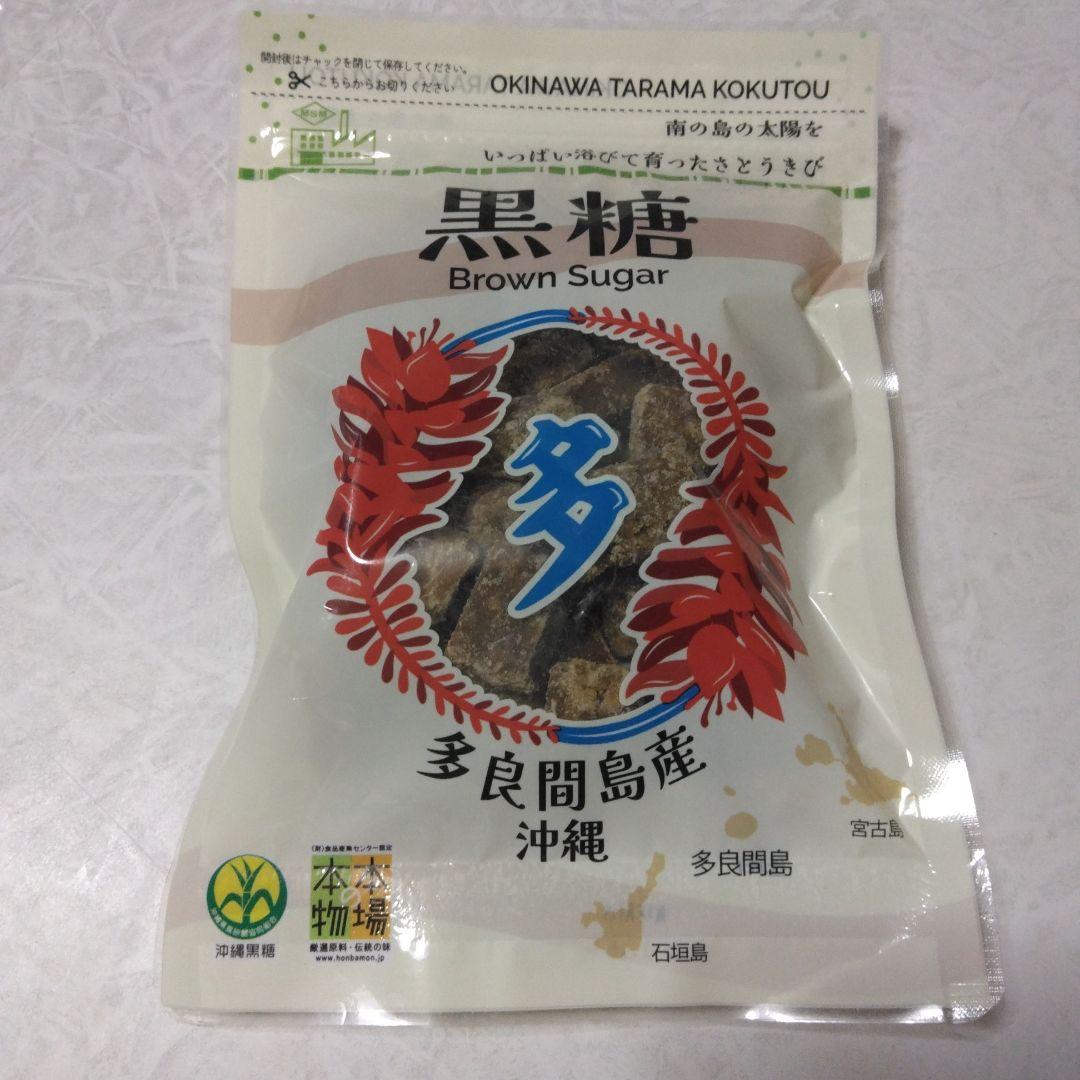 開封後はチャックを閉じて保存してください。
こちらからお切りください
OKINAWA TARAMA KOKUTOU
MSM
南の島の太陽を
いっぱい浴びて育ったさとうきび
黒糖
Brown Sugar
多
多良間島産
沖縄
宮古島
多良間島
石垣島
沖縄黒糖
(財)食品産業センター認定
本場
本物
厳選原料・伝統の味
www.honbamon.jp